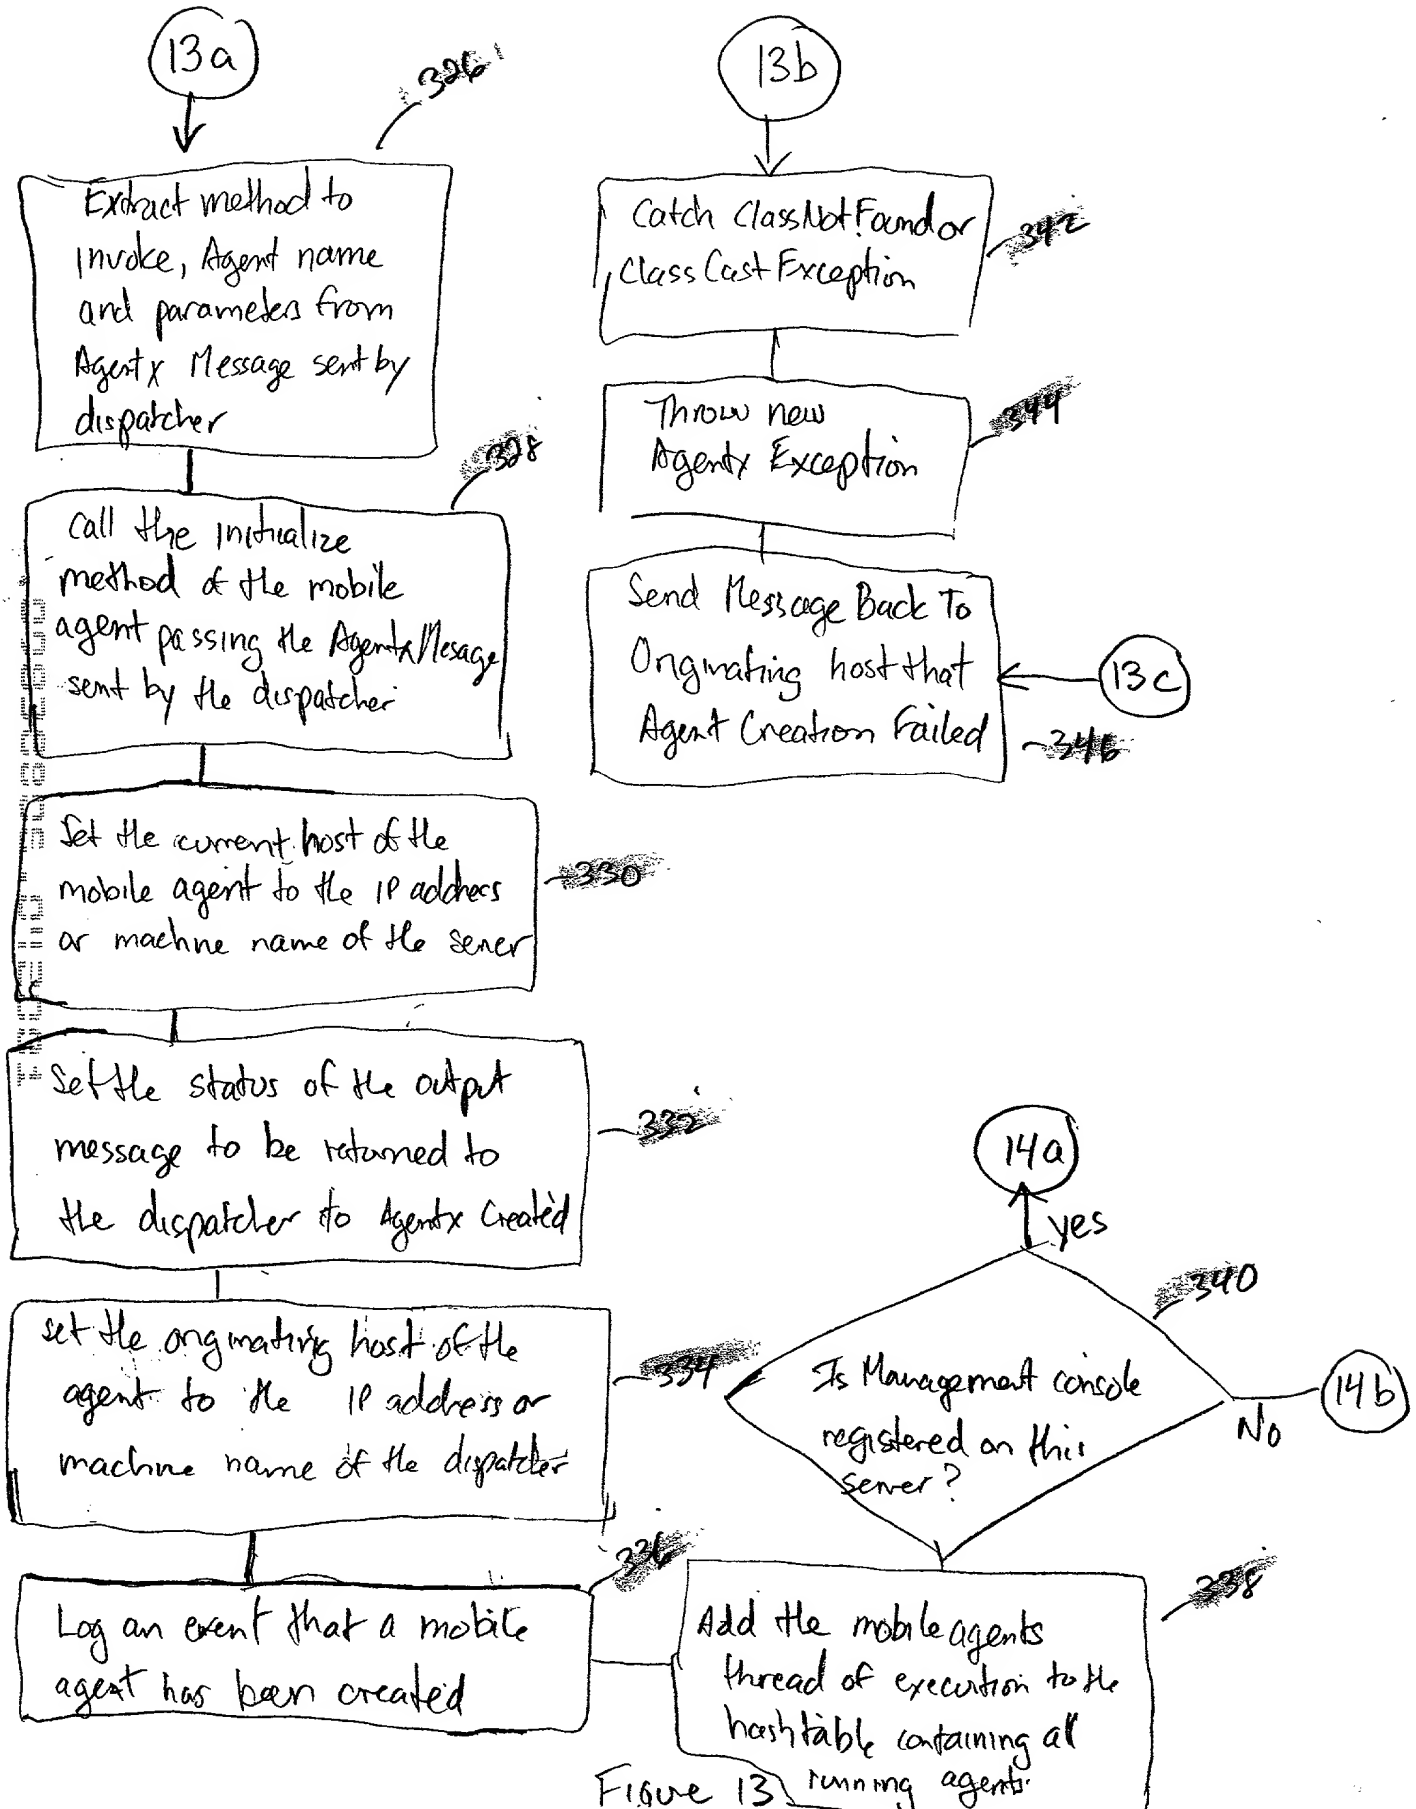 13a
326
Extract method to
invoke, Agent name
and parameters from
Agentx Message sent by
dispatcher
328
Call the initialize
method of the mobile
agent passing the AgentxMesage
sent by the dispatcher
Set the current host of the
mobile agent to the IP address
or machine name of the server
330
Set the status of the output
message to be returned to
the dispatcher to Agentx Created
332
set the originating host of the
agent to the IP address or
machine name of the dispatcher
334
336
Log an event that a mobile
agent has been created
13b
Catch ClassNotFound or
Class Cast Exception
342
Throw new
Agentx Exception
344
Send Message Back To
Originating host that
Agent Creation Failed
13c
346
14a
yes
340
Is Management console
registered on this
server?
No
14b
338
Add the mobile agents
thread of execution to the
hashtable containing all
running agents.
Figure 13